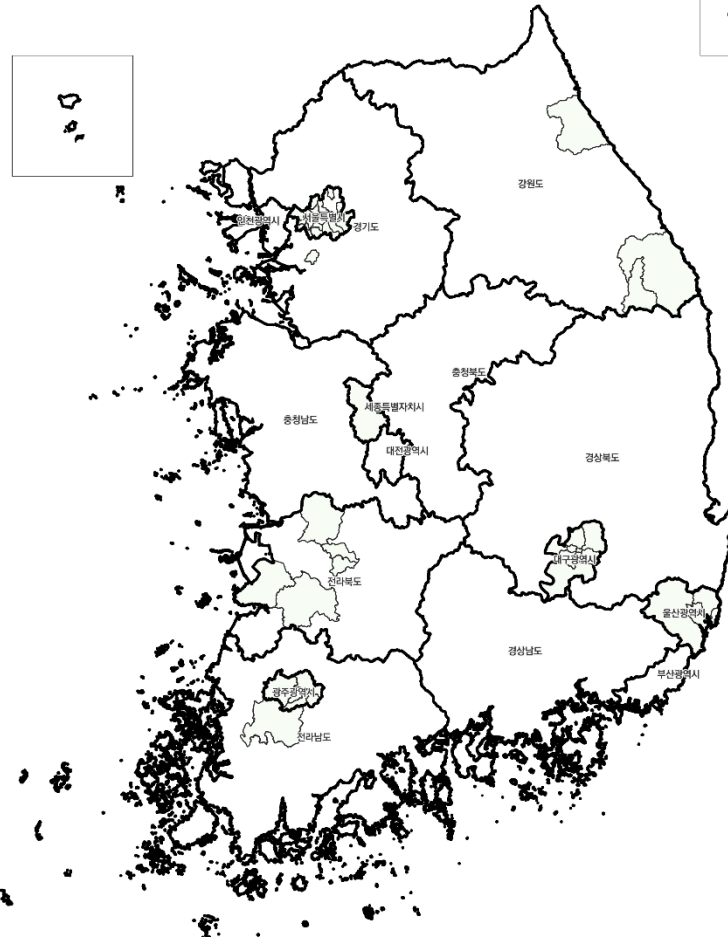 강원도
인천광역시
서울특별시
경기도
충청북도
세종특별자치시
충청남도
대전광역시
경상북도
대구광역시
전라북도
울산광역시
경상남도
부산광역시
광주광역시
전라남도